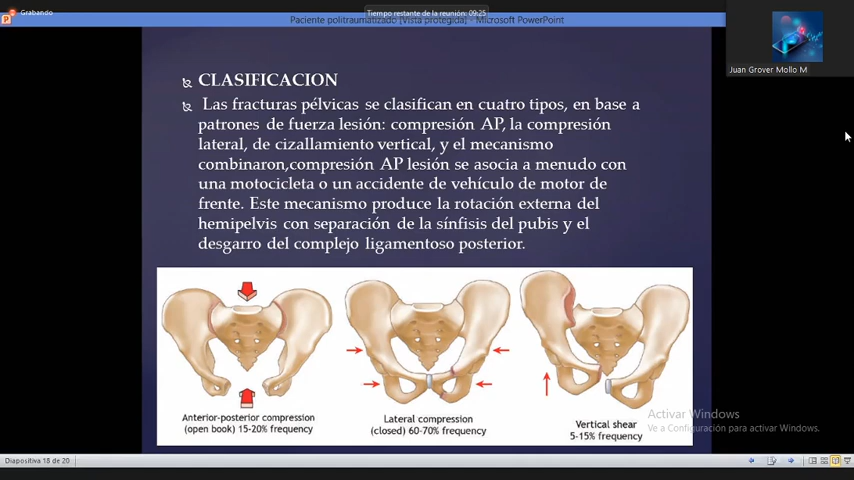 Grabando
Tiempo restante de la reunión: 09:25
Paciente politraumatizado [Vista protegida] - Microsoft PowerPoint
Juan Grover Mollo M
CLASIFICACION
Las fracturas pélvicas se clasifican en cuatro tipos, en base a
patrones de fuerza lesión: compresión AP, la compresión
lateral, de cizallamiento vertical, y el mecanismo
combinaron,compresión AP lesión se asocia a menudo con
una motocicleta o un accidente de vehículo de motor de
frente. Este mecanismo produce la rotación externa del
hemipelvis con separación de la sínfisis del pubis y el
desgarro del complejo ligamentoso posterior.
Anterior-posterior compression
(open book) 15-20% frequency
Lateral compression
(closed) 60-70% frequency
Vertical shear
5-15% frequency
Activar Windows
Ve a Configuración para activar Windows.
Diapositiva 18 de 20